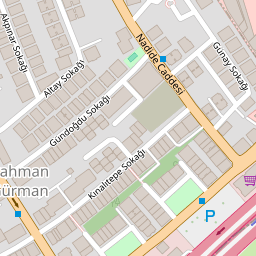 Akpınar Sokağı
Altay Sokağı
Nadide Caddesi
Günay Sokağı
Gündoğdu Sokağı
Kınalıtepe Sokağı
ahman
ürman
P